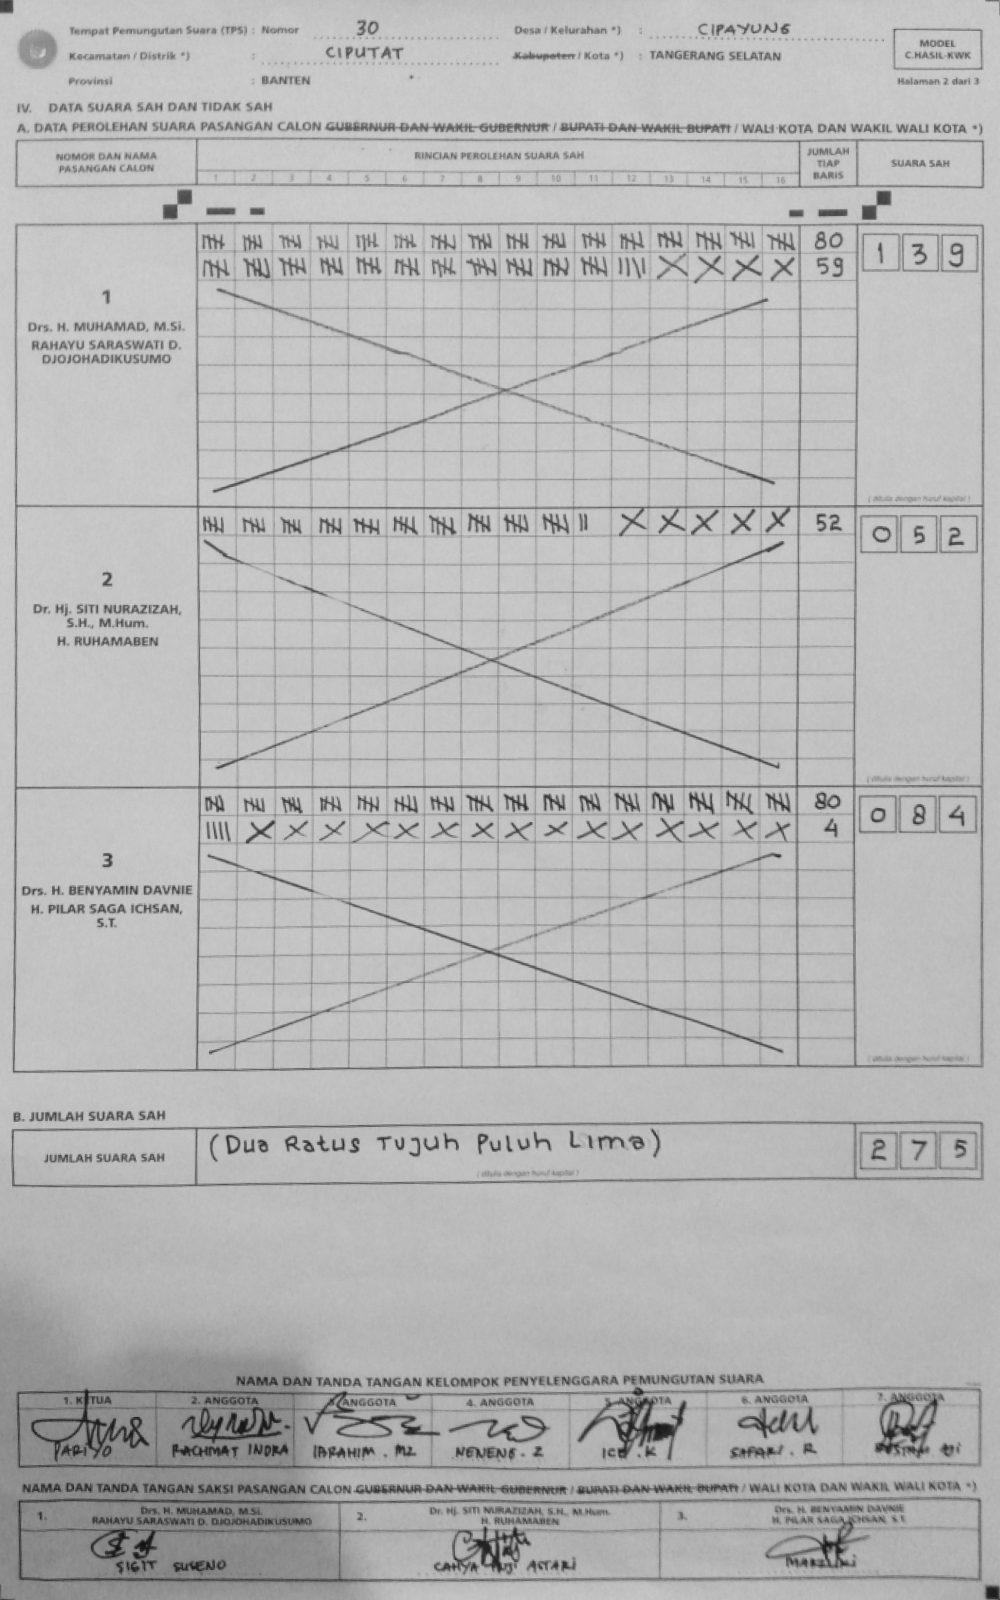 Tempat Pemungutan Suara (TPS) : Nomor 30 Desa / Kelurahan *) : CIPAYUNG
Kecamatan / Distrik *) : CIPUTAT Kabupaten / Kota *) : TANGERANG SELATAN
Provinsi : BANTEN
MODEL
C.HASIL-KWK
Halaman 2 dari 3
IV. DATA SUARA SAH DAN TIDAK SAH
A. DATA PEROLEHAN SUARA PASANGAN CALON GUBERNUR DAN WAKIL GUBERNUR / BUPATI DAN WAKIL BUPATI / WALI KOTA DAN WAKIL WALI KOTA *)
NOMOR DAN NAMA
PASANGAN CALON
RINCIAN PEROLEHAN SUARA SAH
1 2 3 4 5 6 7 8 9 10 11 12 13 14 15 16
JUMLAH
TIAP
BARIS
SUARA SAH
1
Drs. H. MUHAMAD, M.Si.
RAHAYU SARASWATI D.
DJOJOHADIKUSUMO
80
59
1 3 9
( ditulis dengan huruf kapital )
2
Dr. Hj. SITI NURAZIZAH,
S.H., M.Hum.
H. RUHAMABEN
52
0 5 2
( ditulis dengan huruf kapital )
3
Drs. H. BENYAMIN DAVNIE
H. PILAR SAGA ICHSAN,
S.T.
80
4
0 8 4
( ditulis dengan huruf kapital )
B. JUMLAH SUARA SAH
JUMLAH SUARA SAH
(Dua Ratus Tujuh Puluh Lima)
( ditulis dengan huruf kapital )
2 7 5
NAMA DAN TANDA TANGAN KELOMPOK PENYELENGGARA PEMUNGUTAN SUARA
1. KETUA 2. ANGGOTA 3. ANGGOTA 4. ANGGOTA 5. ANGGOTA 6. ANGGOTA 7. ANGGOTA
PARIYO RACHMAT INDRA IBRAHIM . MZ NENENG . Z ICE . K SAFARI . R
NAMA DAN TANDA TANGAN SAKSI PASANGAN CALON GUBERNUR DAN WAKIL GUBERNUR / BUPATI DAN WAKIL BUPATI / WALI KOTA DAN WAKIL WALI KOTA *)
1. Drs. H. MUHAMAD, M.Si.
RAHAYU SARASWATI D. DJOJOHADIKUSUMO
SIGIT SUSENO
2. Dr. Hj. SITI NURAZIZAH, S.H., M.Hum.
H. RUHAMABEN
CAHYA PUJI ASTARI
3. Drs. H. BENYAMIN DAVNIE
H. PILAR SAGA ICHSAN, S.T.